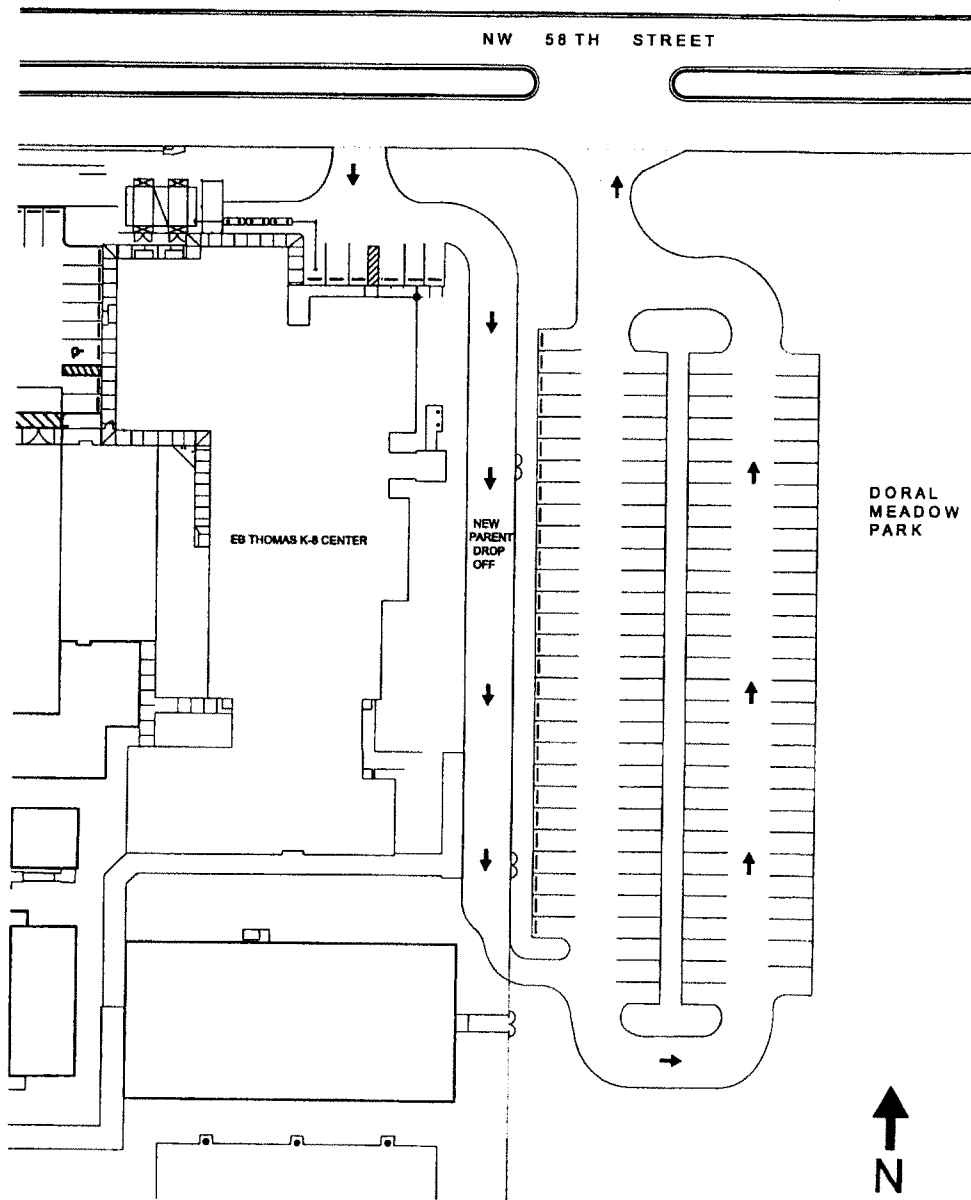 NW 58 TH STREET
DORAL
MEADOW
PARK
NEW
PARENT
DROP
OFF
EB THOMAS K-8 CENTER
N